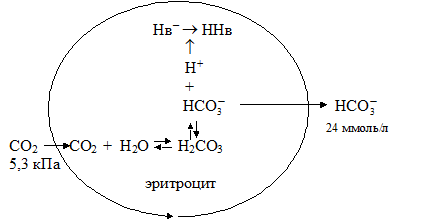 Нв⁻ → ННв
↑
H⁺
+
HCO₃⁻ → HCO₃⁻
24 ммоль/л
CO₂ → CO₂ + H₂O ⇌ H₂CO₃
5,3 кПа
эритроцит